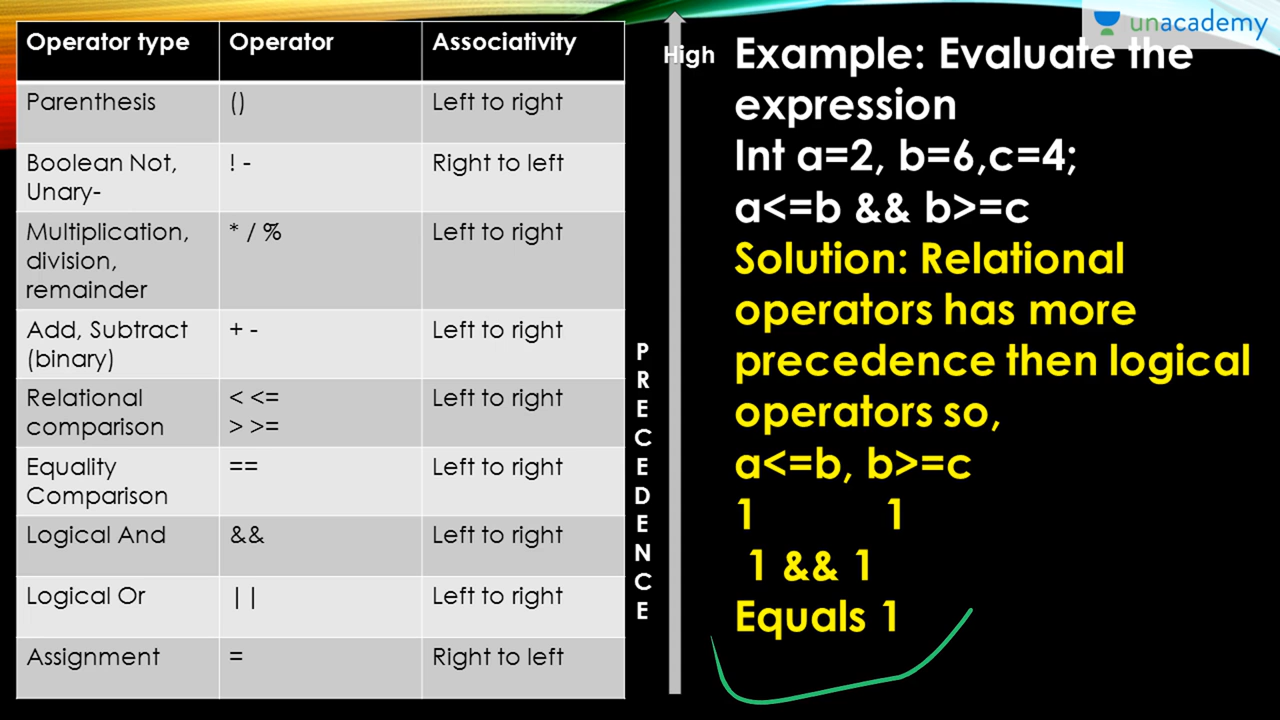 Operator type Operator Associativity
Parenthesis () Left to right
Boolean Not, ! - Right to left
Unary-
Multiplication, * / % Left to right
division,
remainder
Add, Subtract + - Left to right
(binary)
Relational < <= Left to right
comparison > >=
Equality == Left to right
Comparison
Logical And && Left to right
Logical Or || Left to right
Assignment = Right to left
High
PRECEDENCE
unacademy
Example: Evaluate the
expression
Int a=2, b=6,c=4;
a<=b && b>=c
Solution: Relational
operators has more
precedence then logical
operators so,
a<=b, b>=c
1 1
1 && 1
Equals 1